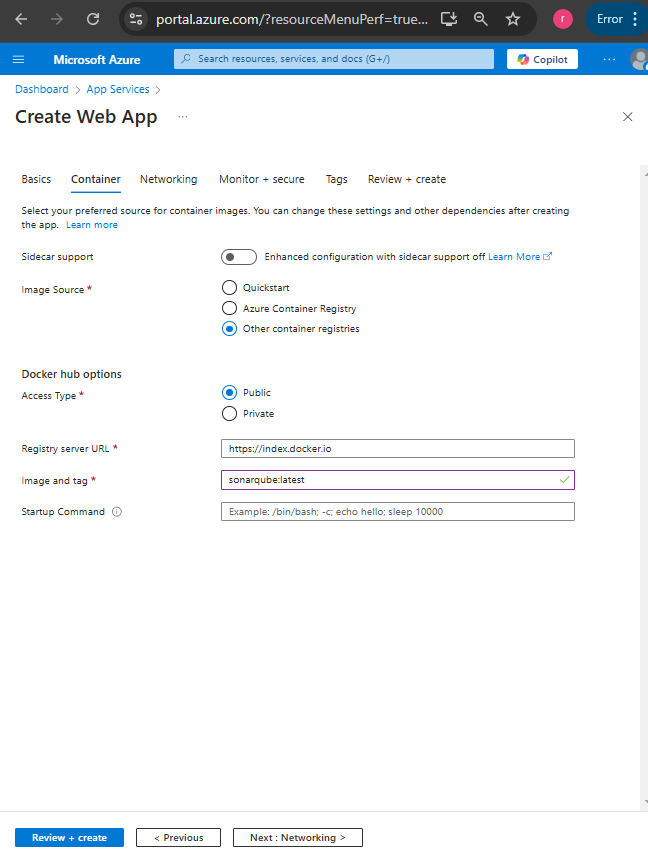 portal.azure.com/?resourceMenuPerf=true...
r
Error
Microsoft Azure
Search resources, services, and docs (G+/)
Copilot
...
Dashboard > App Services >
Create Web App ...
Basics Container Networking Monitor + secure Tags Review + create
Select your preferred source for container images. You can change these settings and other dependencies after creating
the app. Learn more
Sidecar support
Enhanced configuration with sidecar support off Learn More
Image Source *
Quickstart
Azure Container Registry
Other container registries
Docker hub options
Access Type *
Public
Private
Registry server URL *
https://index.docker.io
Image and tag *
sonarqube:latest
Startup Command
Example: /bin/bash; -c; echo hello; sleep 10000
Review + create
< Previous
Next : Networking >